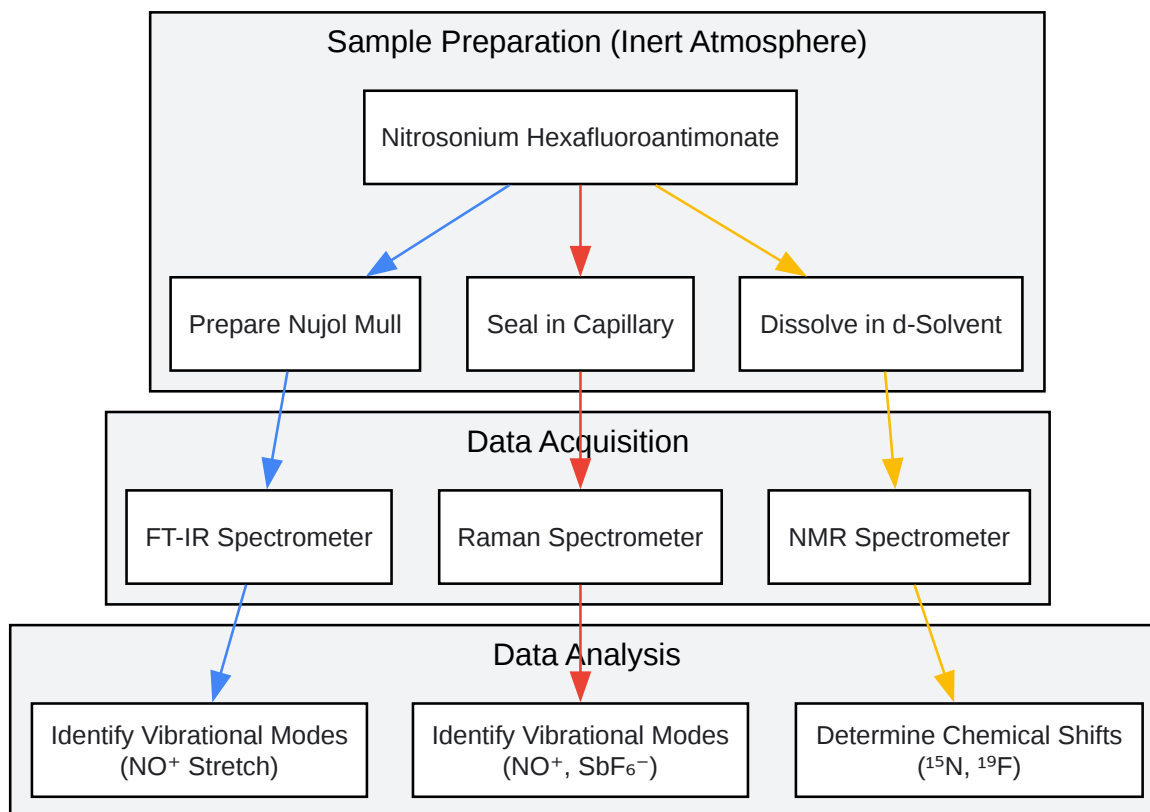 Sample Preparation (Inert Atmosphere)
Nitrosonium Hexafluoroantimonate
Prepare Nujol Mull
Seal in Capillary
Dissolve in d-Solvent
Data Acquisition
FT-IR Spectrometer
Raman Spectrometer
NMR Spectrometer
Data Analysis
Identify Vibrational Modes
(NO⁺ Stretch)
Identify Vibrational Modes
(NO⁺, SbF₆⁻)
Determine Chemical Shifts
(¹⁵N, ¹⁹F)